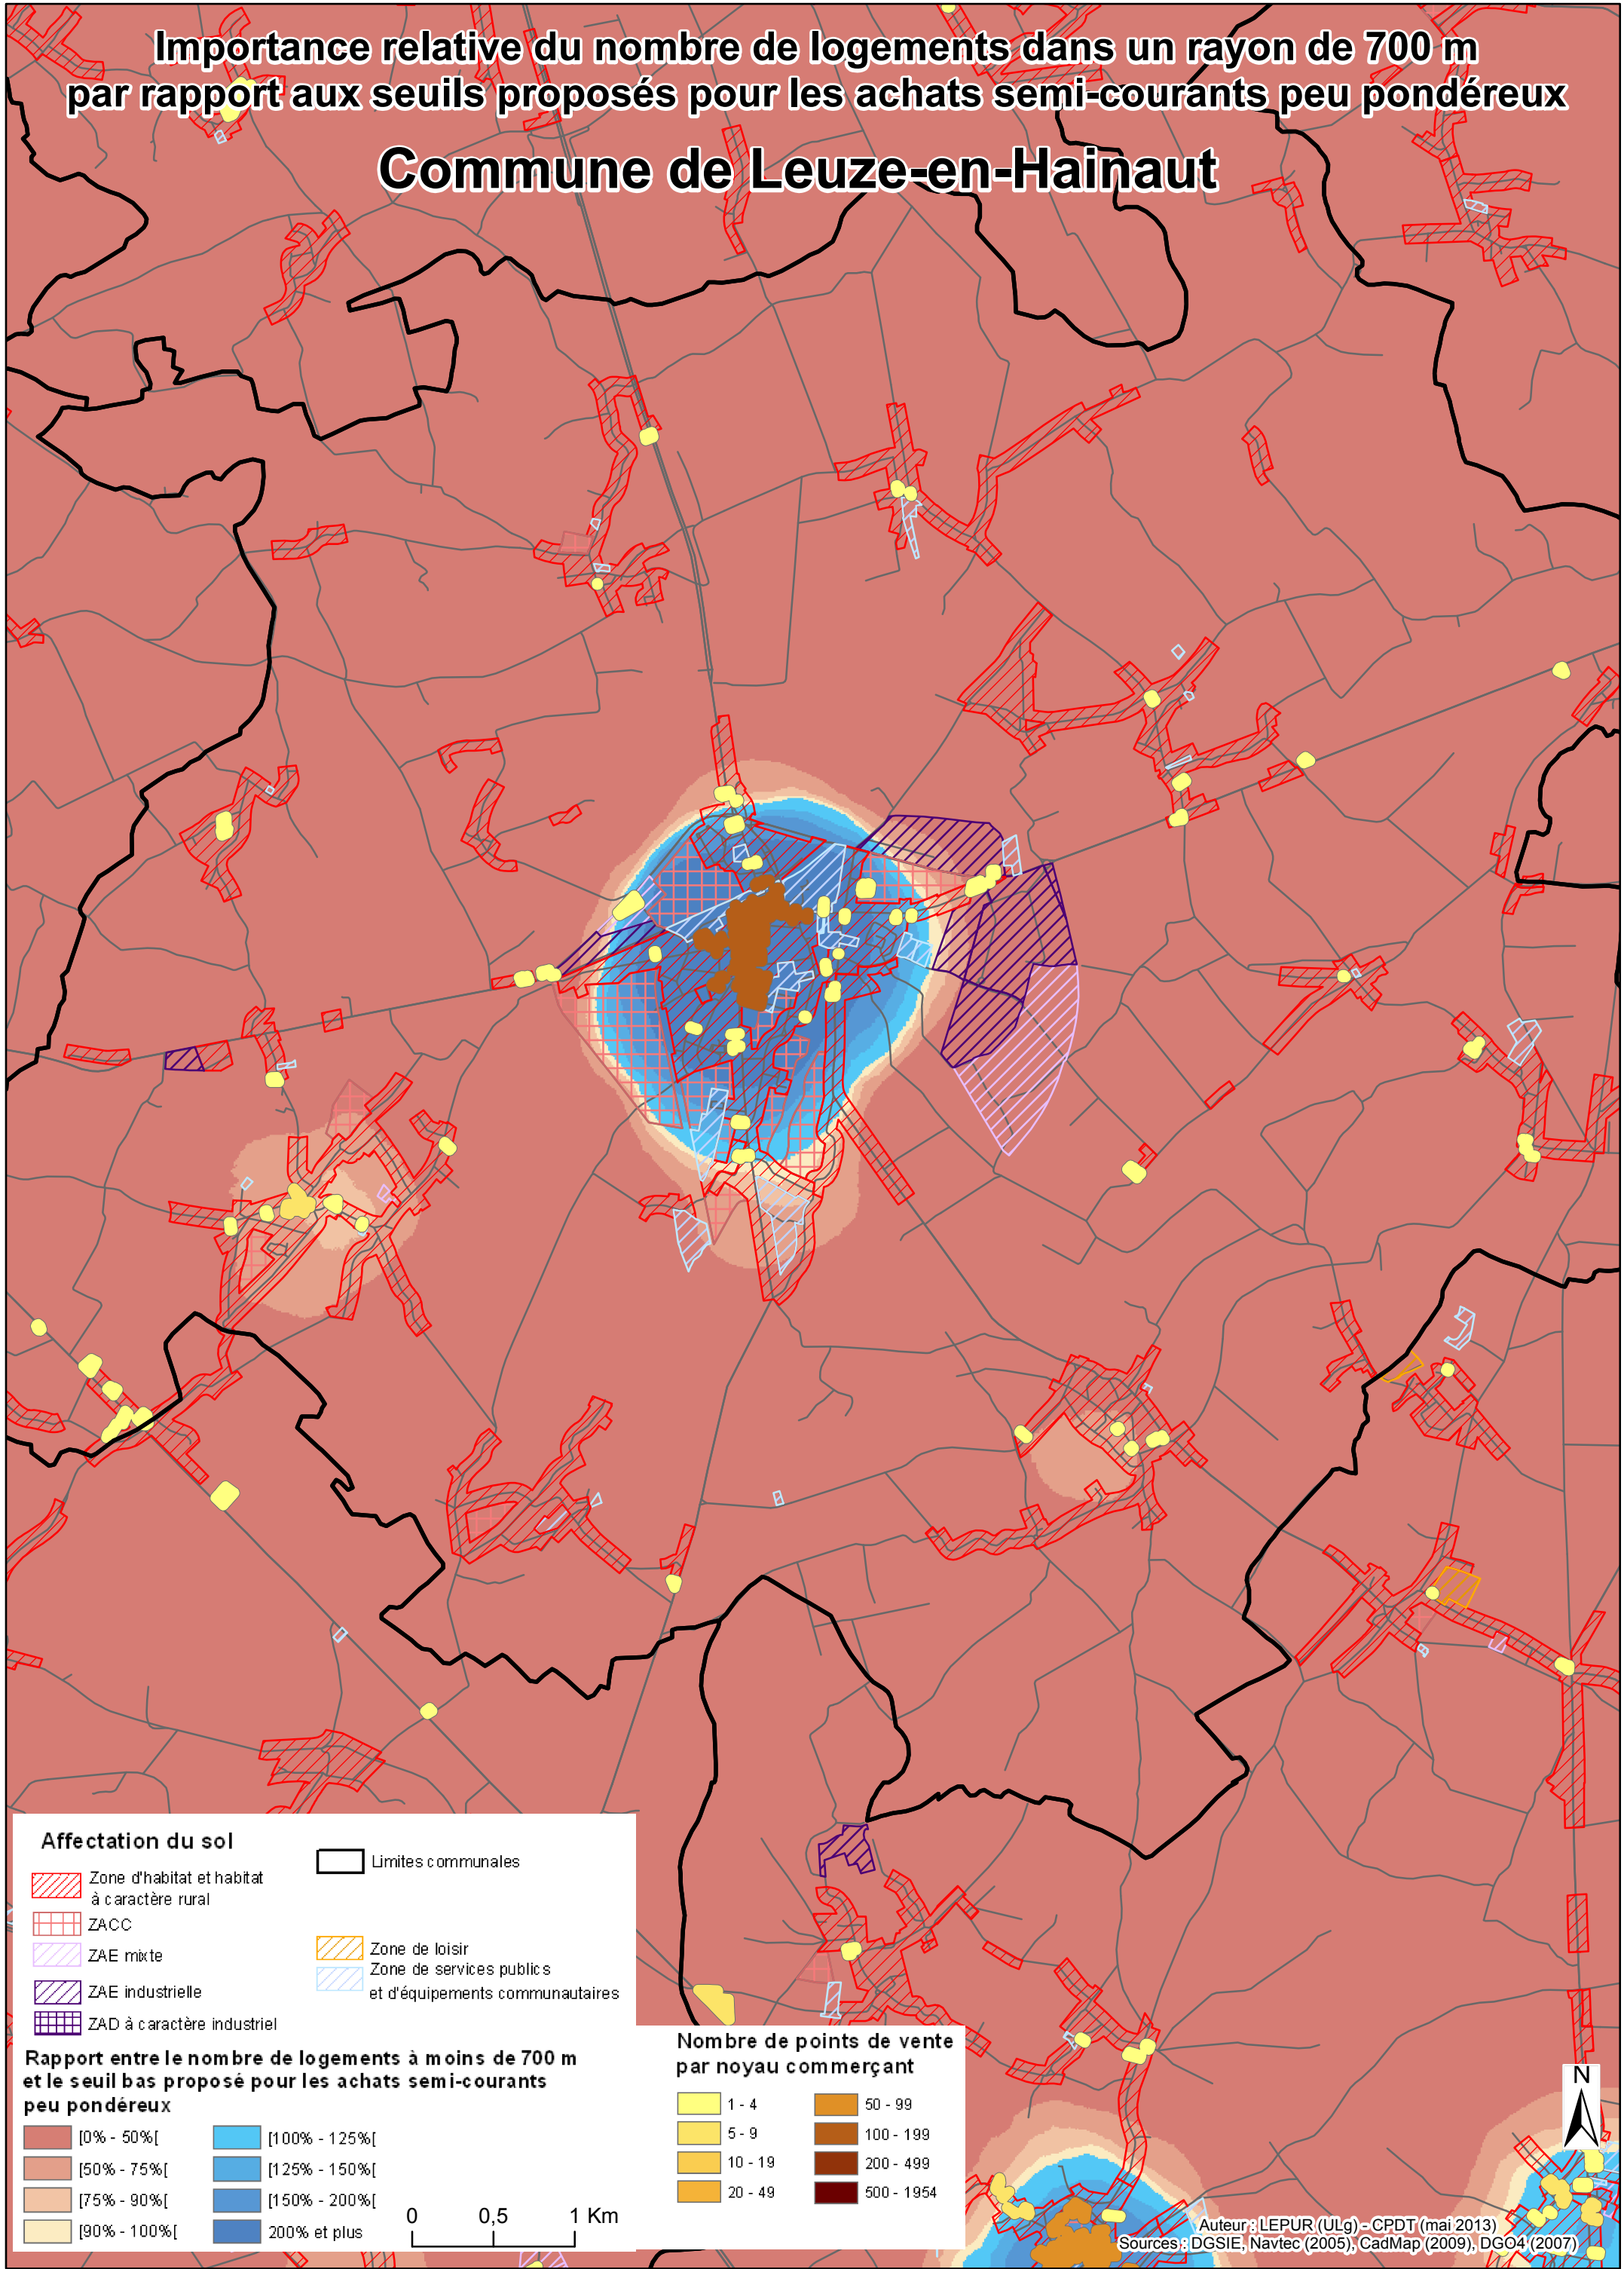 Importance relative du nombre de logements dans un rayon de 700 m
par rapport aux seuils proposés pour les achats semi-courants peu pondéreux
Commune de Leuze-en-Hainaut
Affectation du sol
Zone d'habitat et habitat
à caractère rural
ZACC
ZAE mixte
ZAE industrielle
ZAD à caractère industriel
Limites communales
Zone de loisir
Zone de services publics
et d'équipements communautaires
Rapport entre le nombre de logements à moins de 700 m
et le seuil bas proposé pour les achats semi-courants
peu pondéreux
[0% - 50%[
[50% - 75%[
[75% - 90%[
[90% - 100%[
[100% - 125%[
[125% - 150%[
[150% - 200%[
200% et plus
0 0,5 1 Km
Nombre de points de vente
par noyau commerçant
1 - 4
5 - 9
10 - 19
20 - 49
50 - 99
100 - 199
200 - 499
500 - 1954
N
Auteur : LEPUR (ULg) - CPDT (mai 2013)
Sources : DGSIE, Navtec (2005), CadMap (2009), DGO4 (2007)